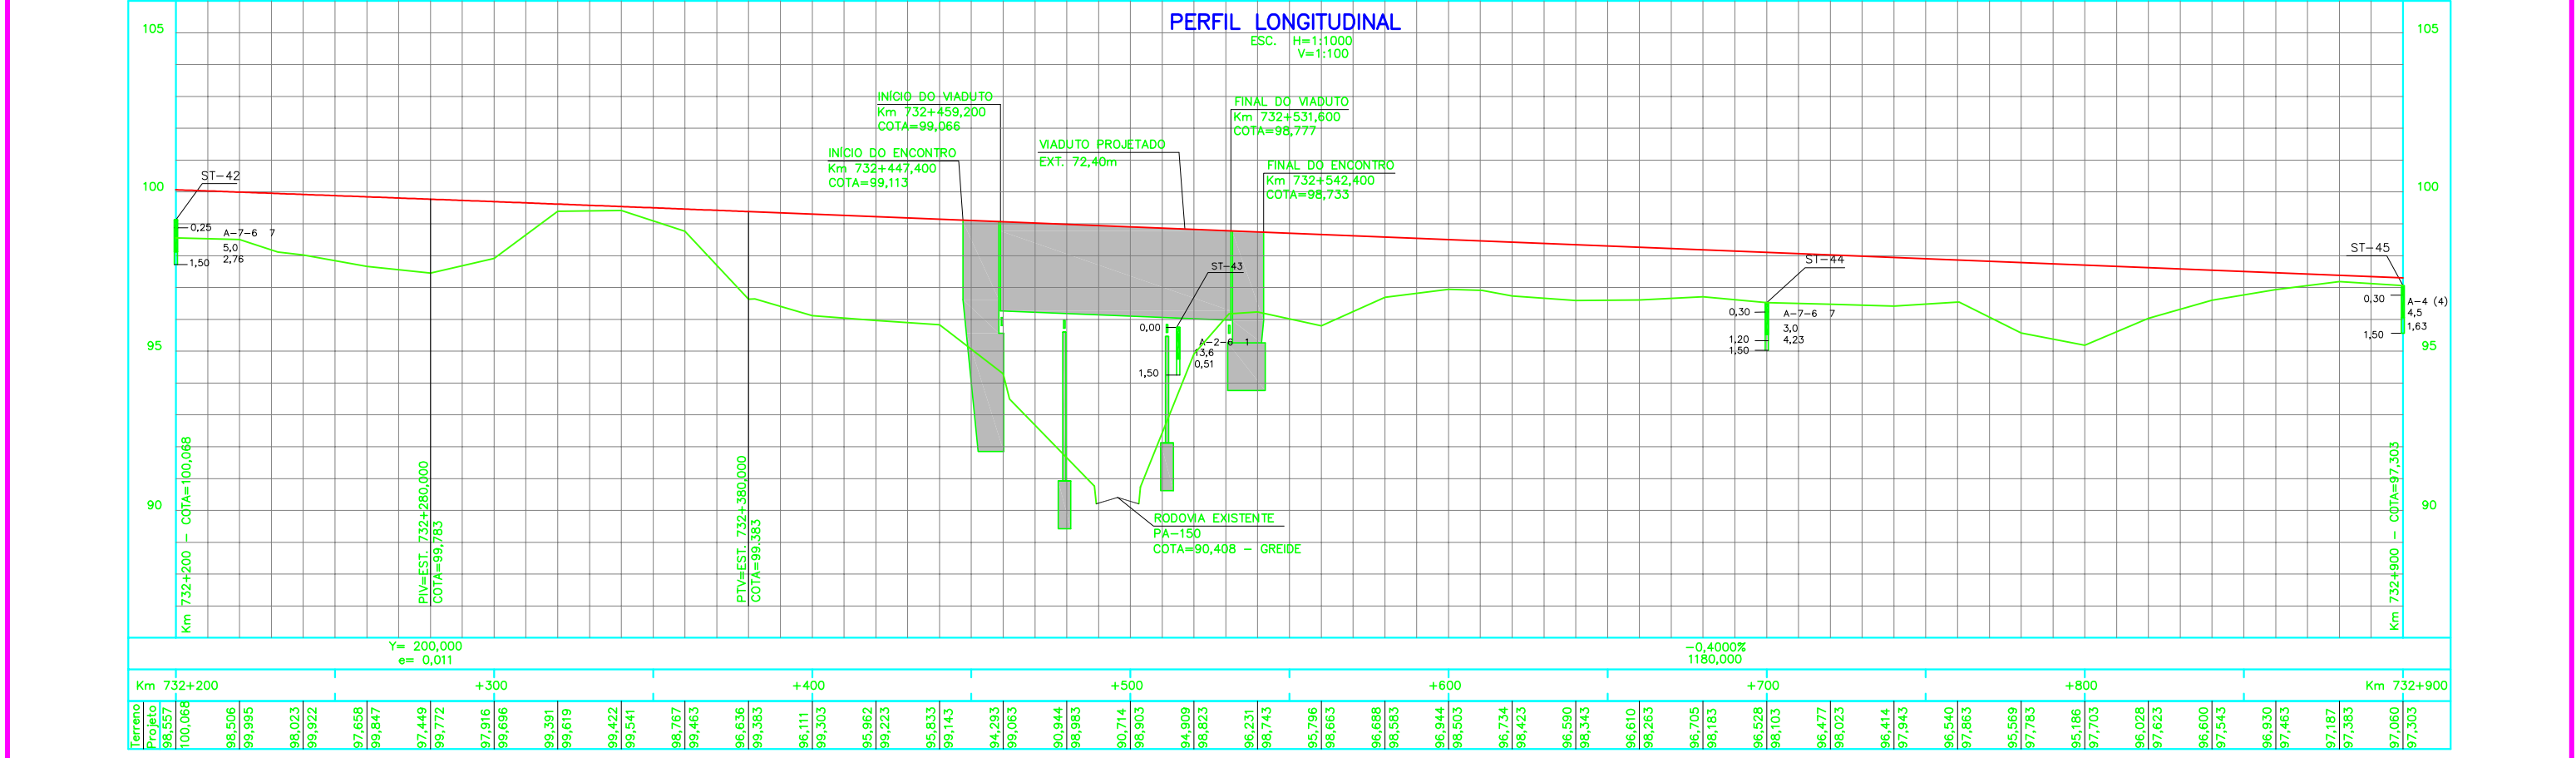 PERFIL LONGITUDINAL
ESC. H=1:1000
V=1:100
105
105
INÍCIO DO VIADUTO
Km 732+459,200
COTA=99,066
FINAL DO VIADUTO
Km 732+531,600
COTA=98,777
INÍCIO DO ENCONTRO
Km 732+447,400
COTA=99,113
VIADUTO PROJETADO
EXT. 72,40m
FINAL DO ENCONTRO
Km 732+542,400
COTA=98,733
100
100
ST-42
0,25
A-7-6 7
5,0
2,76
1,50
ST-43
0,00
A-2-6 1
13,6
0,51
1,50
ST-44
0,30
A-7-6 7
3,0
4,23
1,20
1,50
ST-45
0,30
A-4 (4)
4,5
1,63
1,50
95
95
90
90
Km 732+200 - COTA=100,068
PIV=EST. 732+280,000
COTA=99,783
PTV=EST. 732+380,000
COTA=99.383
RODOVIA EXISTENTE
PA-150
COTA=90,408 - GREIDE
Km 732+900 - COTA=97,303
Y= 200,000
e= 0,011
-0,4000%
1180,000
Km 732+200
+300
+400
+500
+600
+700
+800
Km 732+900
Terreno
Projeto
98,557
100,068
98,506
99,995
98,023
99,922
97,658
99,847
97,449
99,772
97,916
99,696
99,391
99,619
99,422
99,541
98,767
99,463
96,636
99,383
96,111
99,303
95,962
99,223
95,833
99,143
94,293
99,063
90,944
98,983
90,714
98,903
94,909
98,823
96,231
98,743
95,796
98,663
96,688
98,583
96,944
98,503
96,734
98,423
96,590
98,343
96,610
98,263
96,705
98,183
96,528
98,103
96,477
98,023
96,414
97,943
96,540
97,863
95,569
97,783
95,186
97,703
96,028
97,623
96,600
97,543
96,930
97,463
97,187
97,383
97,060
97,303